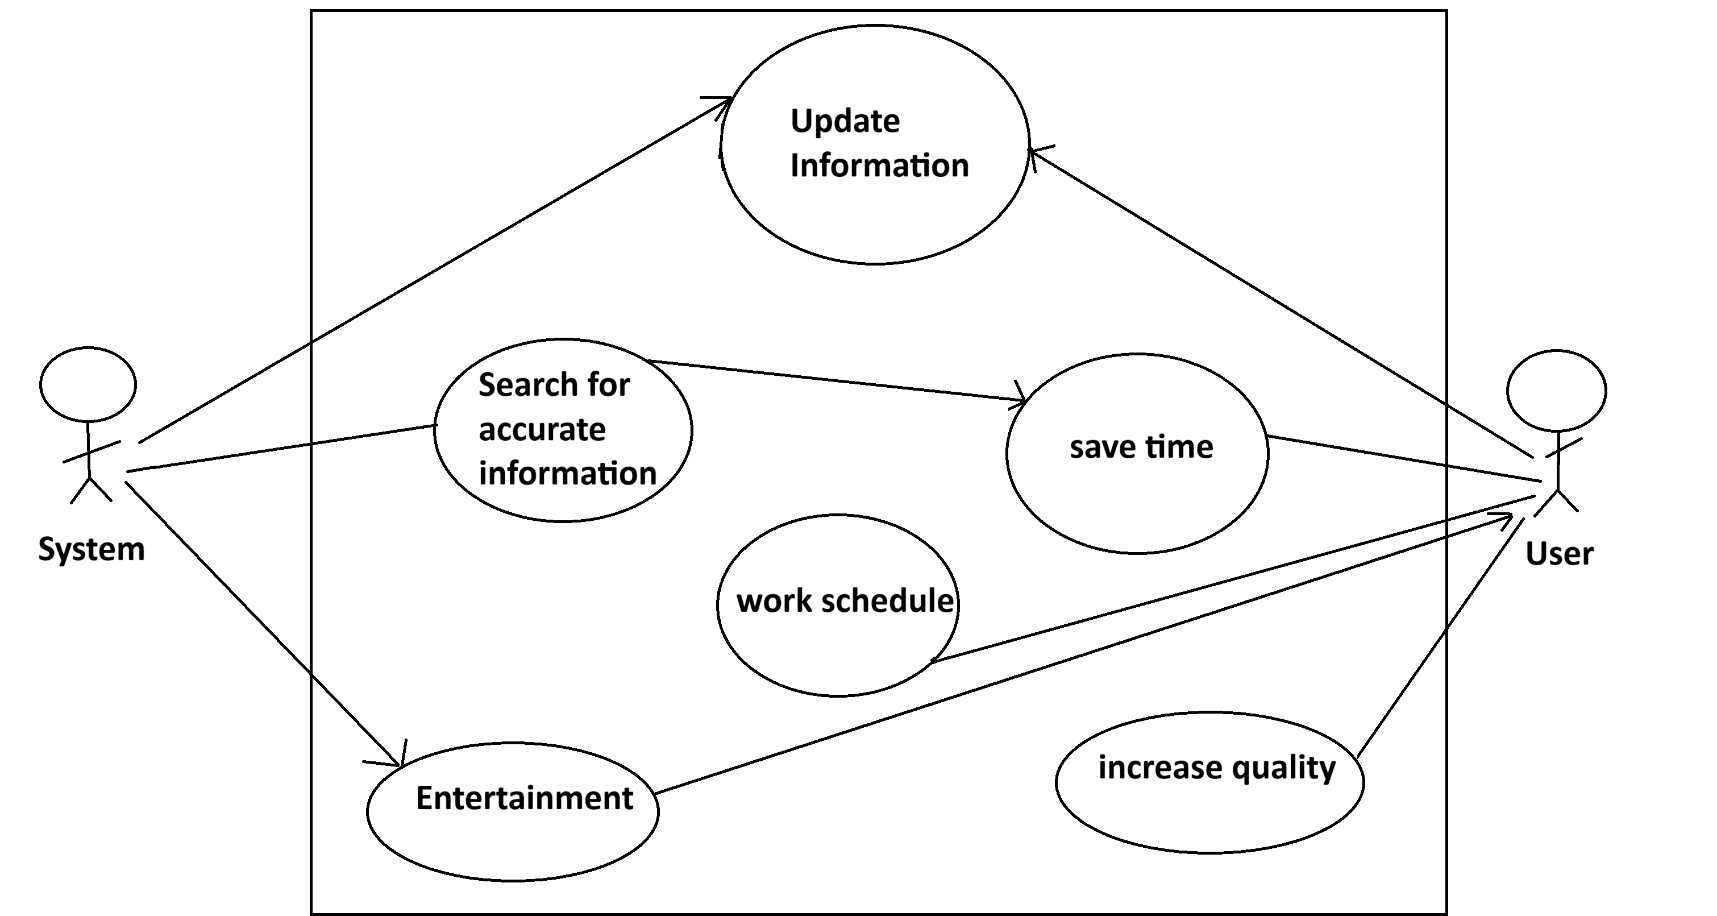 Update
Information
Search for
accurate
information
save time
System
User
work schedule
increase quality
Entertainment